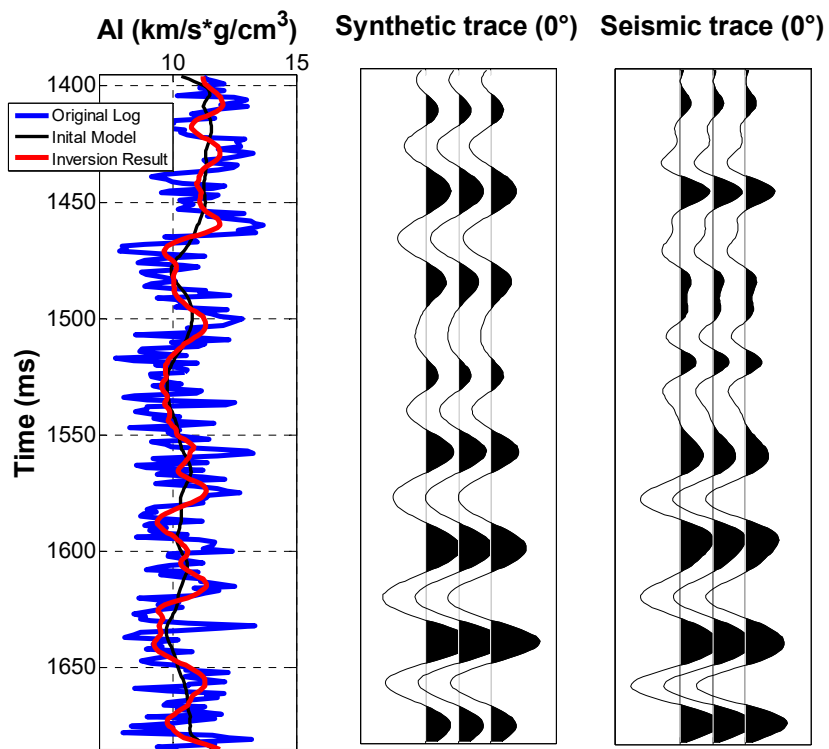 AI (km/s*g/cm³) Synthetic trace (0°) Seismic trace (0°)
10 15
1400
Original Log
Inital Model
Inversion Result
1450
1500
1550
1600
1650
Time (ms)